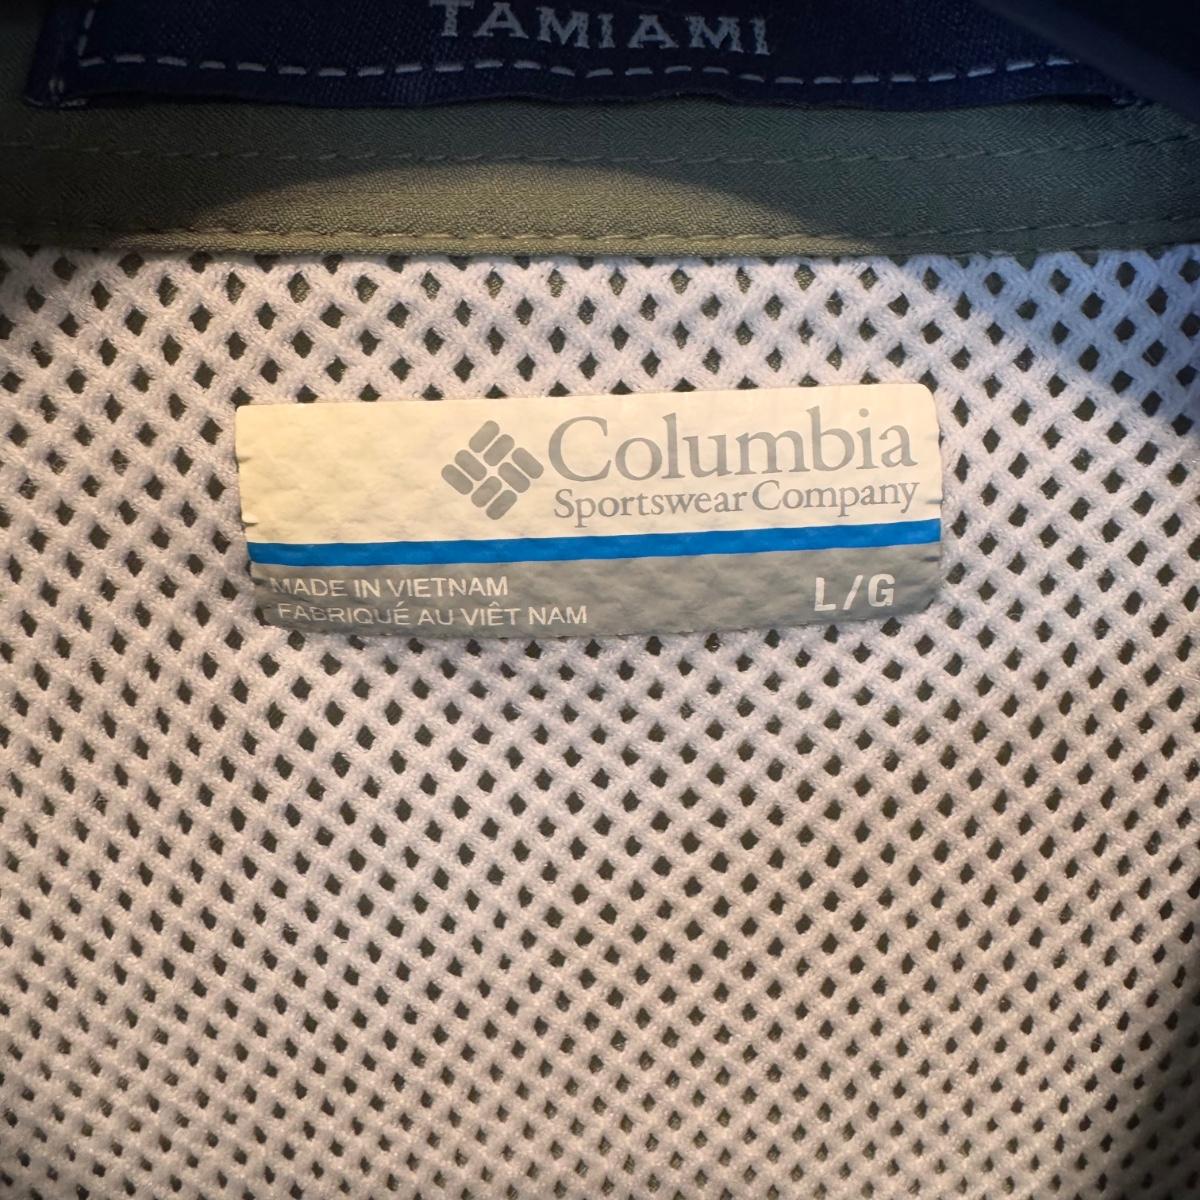 TAMIAMI
Columbia
Sportswear Company
MADE IN VIETNAM
FABRIQUÉ AU VIÊT NAM
L/G